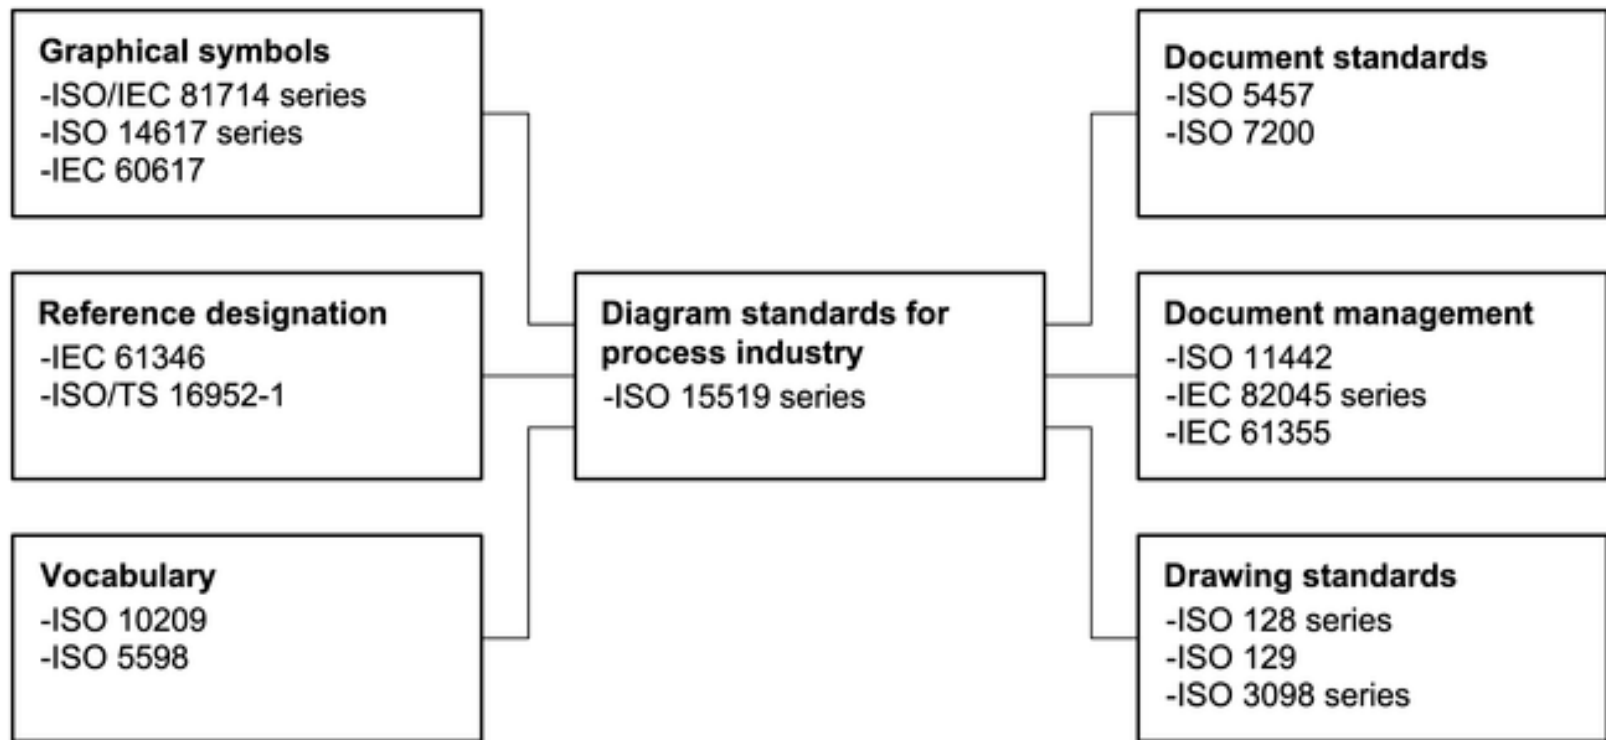 Graphical symbols
-ISO/IEC 81714 series
-ISO 14617 series
-IEC 60617
Reference designation
-IEC 61346
-ISO/TS 16952-1
Vocabulary
-ISO 10209
-ISO 5598
Diagram standards for
process industry
-ISO 15519 series
Document standards
-ISO 5457
-ISO 7200
Document management
-ISO 11442
-IEC 82045 series
-IEC 61355
Drawing standards
-ISO 128 series
-ISO 129
-ISO 3098 series